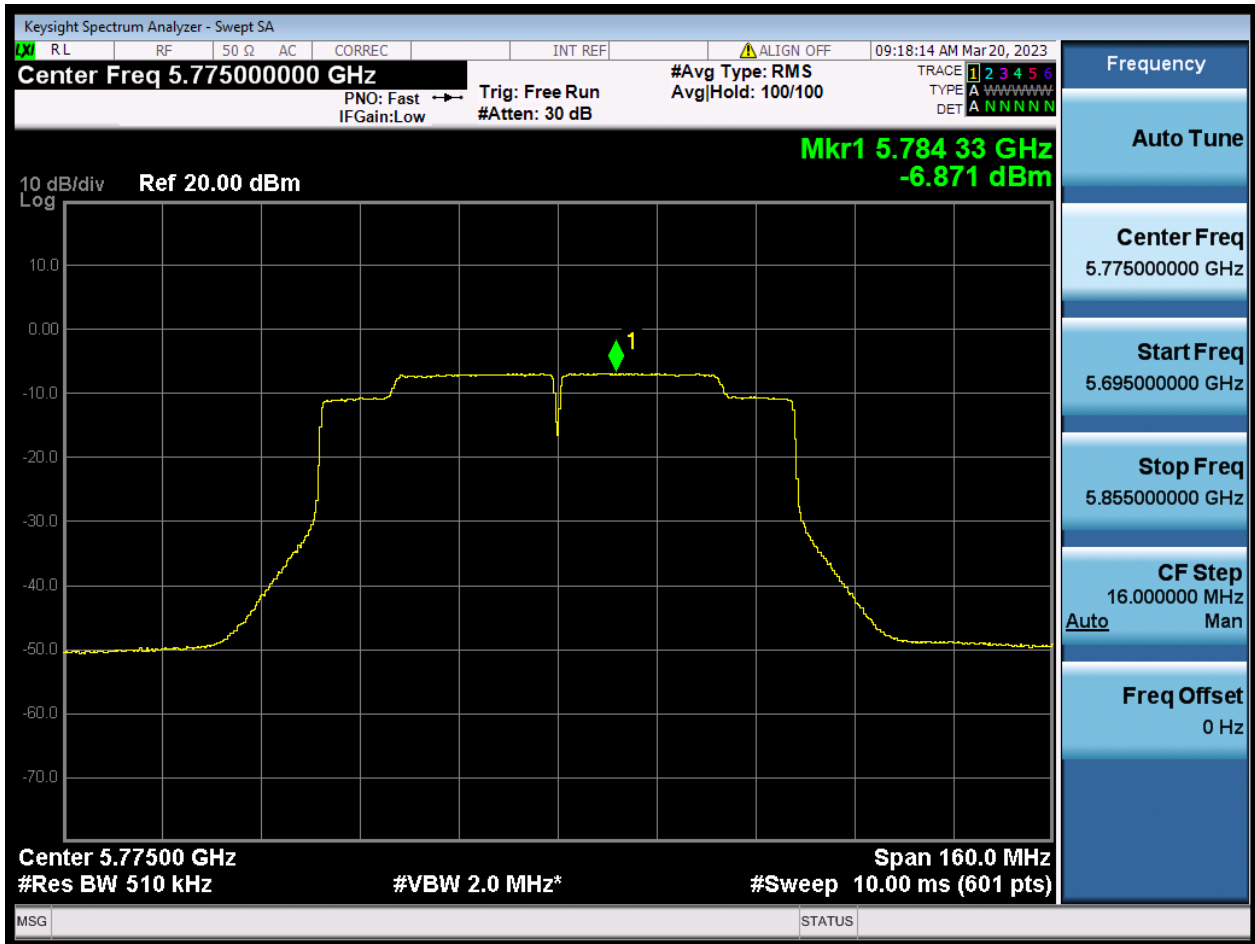 Keysight Spectrum Analyzer - Swept SA
LXI RL RF 50 Ω AC CORREC INT REF ALIGN OFF 09:18:14 AM Mar 20, 2023
Center Freq 5.775000000 GHz
PNO: Fast
IFGain:Low
Trig: Free Run
#Atten: 30 dB
#Avg Type: RMS
Avg|Hold: 100/100
TRACE 1 2 3 4 5 6
TYPE A WWWWW
DET A N N N N N
Mkr1 5.784 33 GHz
-6.871 dBm
10 dB/div Ref 20.00 dBm
Log
10.0
0.00
-10.0
-20.0
-30.0
-40.0
-50.0
-60.0
-70.0
1
Center 5.77500 GHz Span 160.0 MHz
#Res BW 510 kHz #VBW 2.0 MHz* #Sweep 10.00 ms (601 pts)
MSG STATUS
Frequency
Auto Tune
Center Freq
5.775000000 GHz
Start Freq
5.695000000 GHz
Stop Freq
5.855000000 GHz
CF Step
16.000000 MHz
Auto Man
Freq Offset
0 Hz